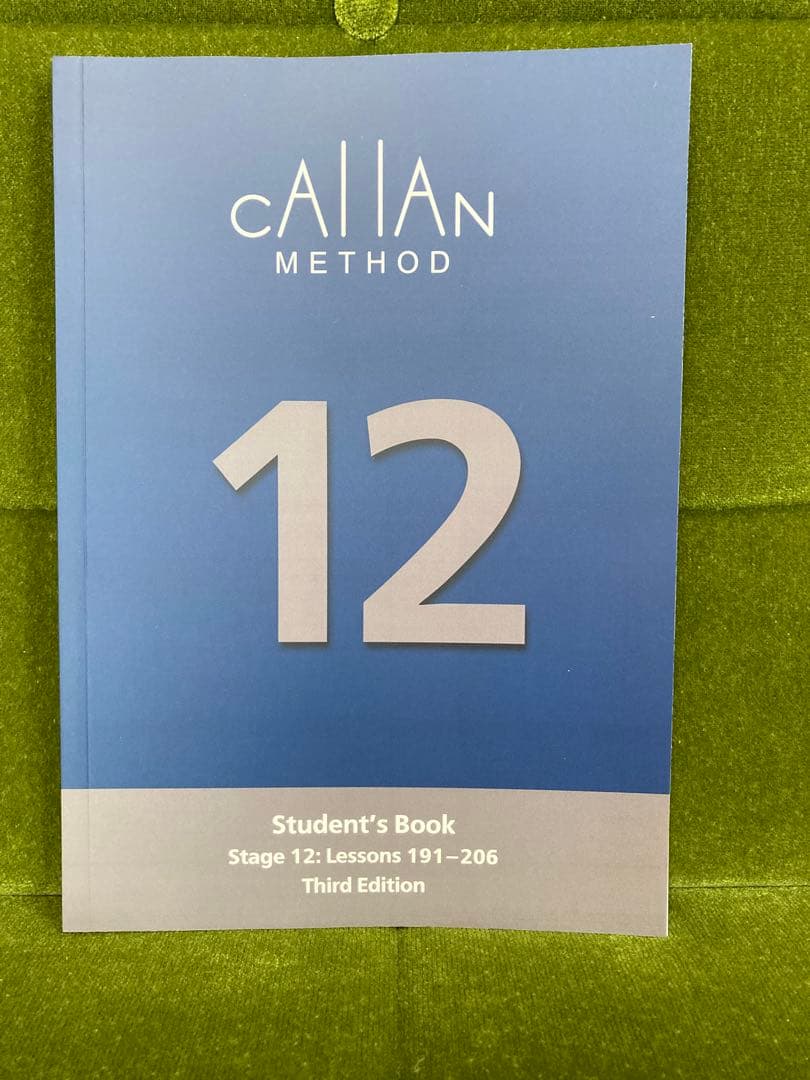 CALLAN
METHOD
12
Student's Book
Stage 12: Lessons 191–206
Third Edition